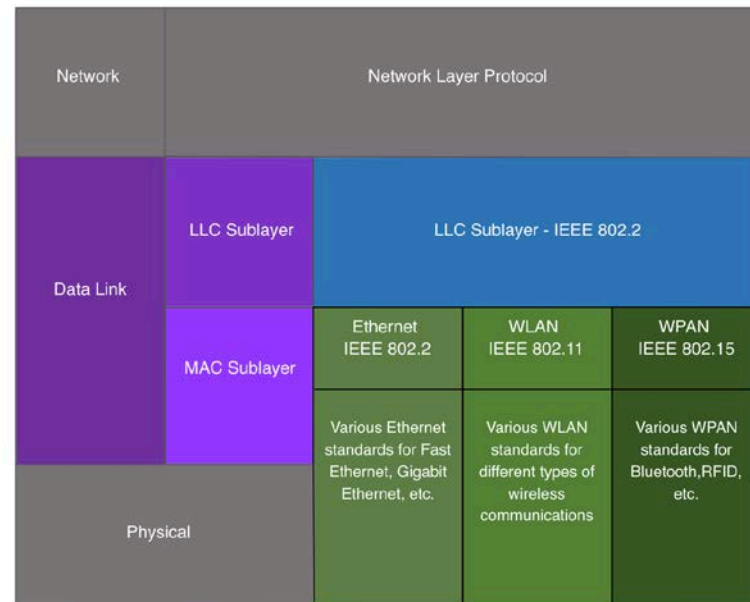 Network
Network Layer Protocol
Data Link
LLC Sublayer
LLC Sublayer - IEEE 802.2
MAC Sublayer
Ethernet
IEEE 802.2
WLAN
IEEE 802.11
WPAN
IEEE 802.15
Various Ethernet
standards for Fast
Ethernet, Gigabit
Ethernet, etc.
Various WLAN
standards for
different types of
wireless
communications
Various WPAN
standards for
Bluetooth,RFID,
etc.
Physical